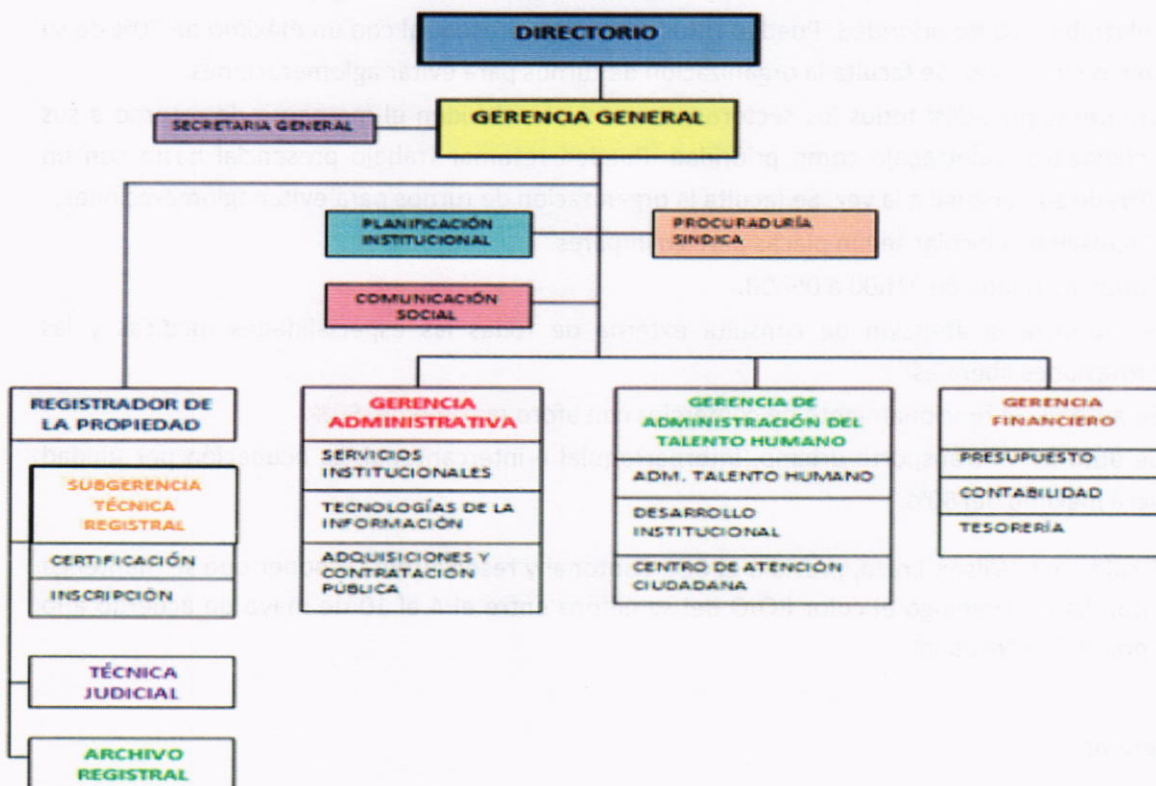 DIRECTORIO
GERENCIA GENERAL
SECRETARIA GENERAL
PLANIFICACIÓN
INSTITUCIONAL
PROCURADURÍA
SINDICA
COMUNICACIÓN
SOCIAL
REGISTRADOR DE
LA PROPIEDAD
SUBGERENCIA
TÉCNICA
REGISTRAL
CERTIFICACIÓN
INSCRIPCIÓN
TÉCNICA
JUDICIAL
ARCHIVO
REGISTRAL
GERENCIA
ADMINISTRATIVA
SERVICIOS
INSTITUCIONALES
TECNOLOGÍAS DE LA
INFORMACIÓN
ADQUISICIONES Y
CONTRATACIÓN
PÚBLICA
GERENCIA DE
ADMINISTRACIÓN DEL
TALENTO HUMANO
ADM. TALENTO HUMANO
DESARROLLO
INSTITUCIONAL
CENTRO DE ATENCIÓN
CIUDADANA
GERENCIA
FINANCIERO
PRESUPUESTO
CONTABILIDAD
TESORERÍA